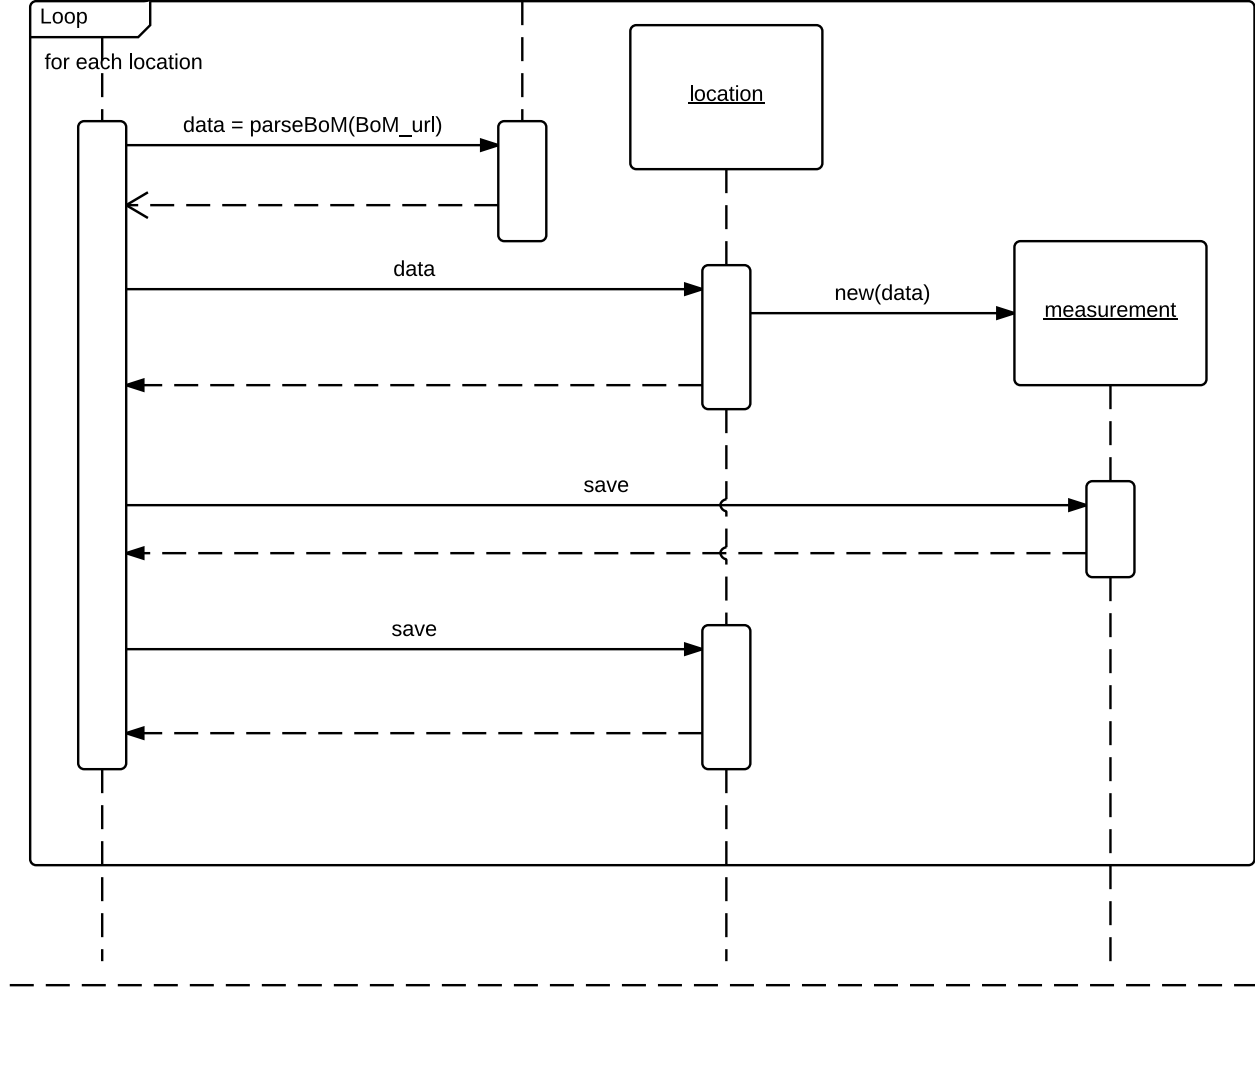 Loop
for each location
data = parseBoM(BoM_url)
location
data
new(data)
measurement
save
save